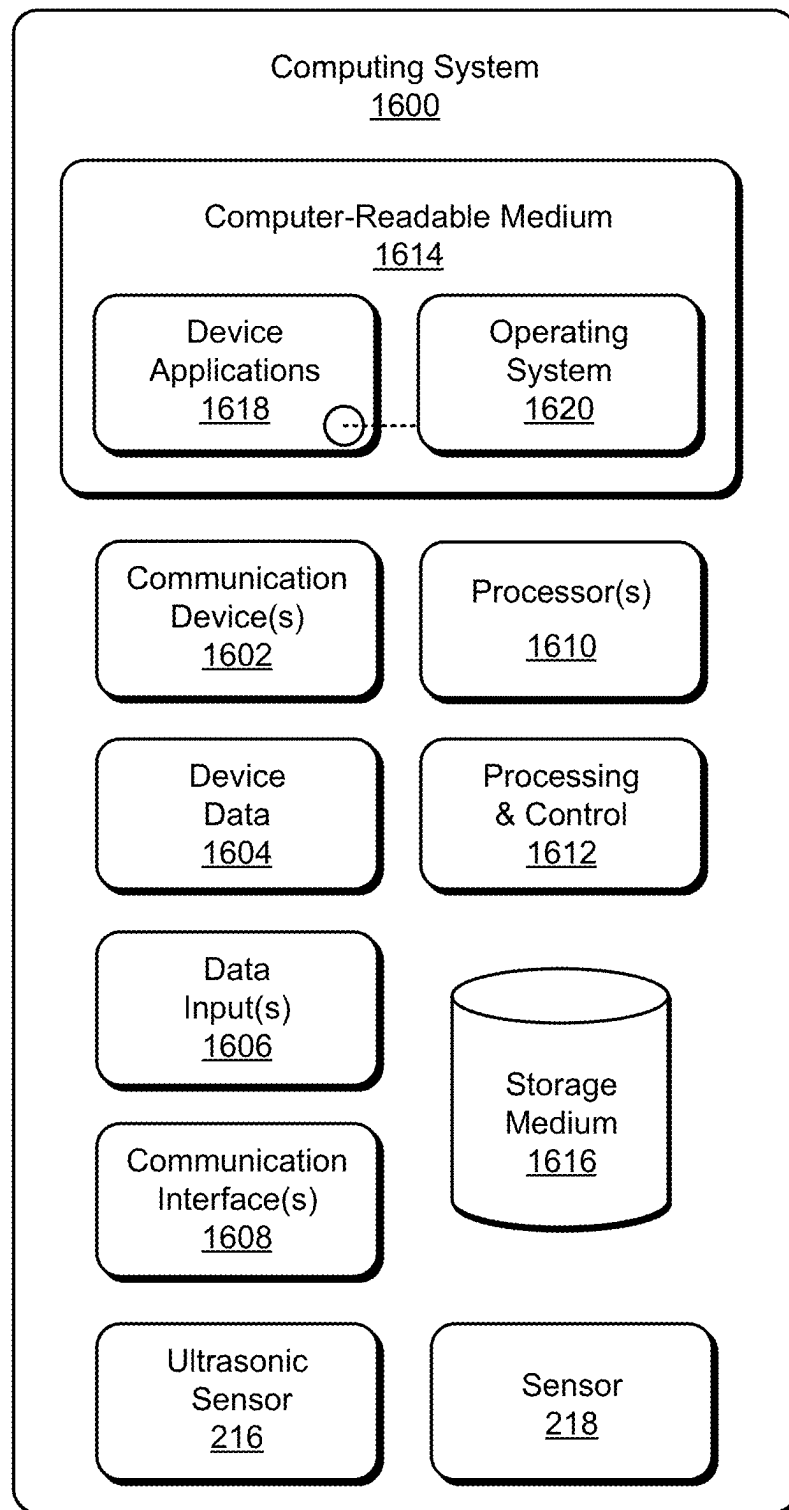 Computing System
1600
Computer-Readable Medium
1614
Device
Applications
1618
Operating
System
1620
Communication
Device(s)
1602
Processor(s)
1610
Device
Data
1604
Processing
& Control
1612
Data
Input(s)
1606
Storage
Medium
1616
Communication
Interface(s)
1608
Ultrasonic
Sensor
216
Sensor
218